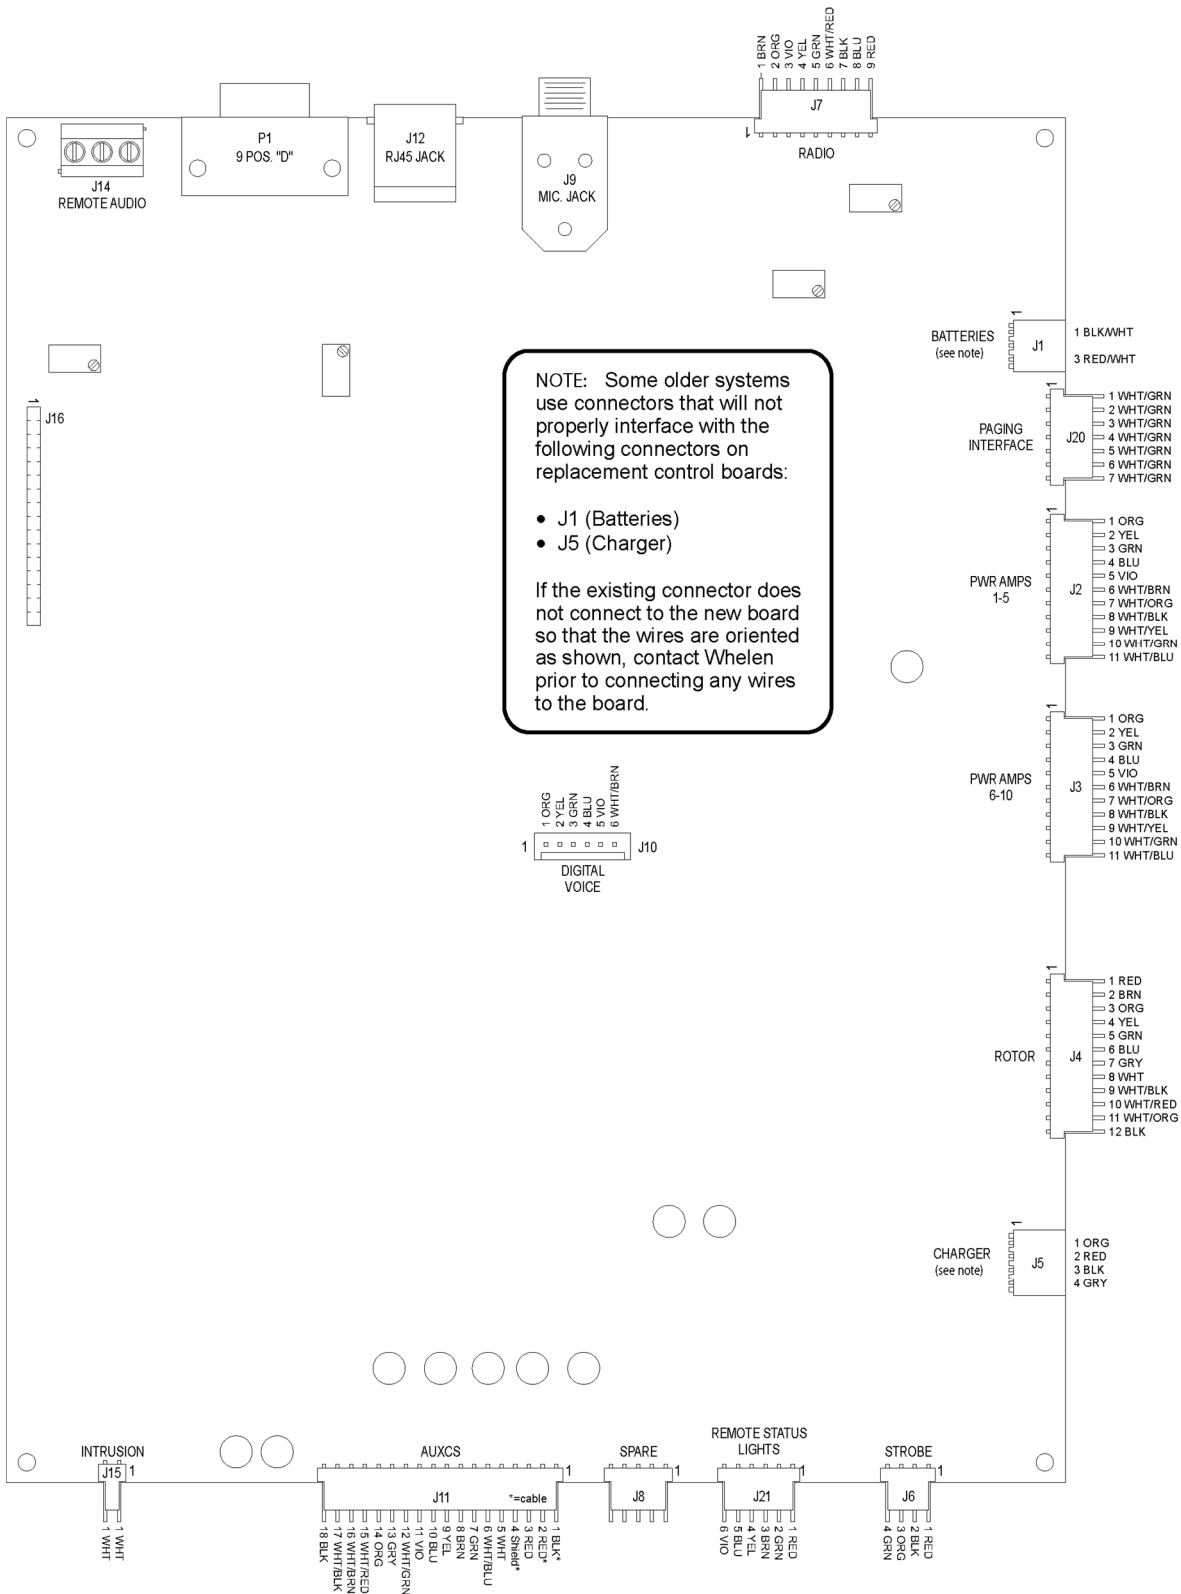 1 BRN
2 ORG
3 VIO
4 YEL
5 GRN
6 WHT/RED
7 BLK
8 BLU
9 RED
J7
1
RADIO
P1
9 POS. "D"
J12
RJ45 JACK
J9
MIC. JACK
J14
REMOTE AUDIO
1
J16
BATTERIES
(see note)
1
J1
1 BLK/WHT
3 RED/WHT
NOTE: Some older systems
use connectors that will not
properly interface with the
following connectors on
replacement control boards:
• J1 (Batteries)
• J5 (Charger)
If the existing connector does
not connect to the new board
so that the wires are oriented
as shown, contact Whelen
prior to connecting any wires
to the board.
PAGING
INTERFACE
1
J20
1 WHT/GRN
2 WHT/GRN
3 WHT/GRN
4 WHT/GRN
5 WHT/GRN
6 WHT/GRN
7 WHT/GRN
PWR AMPS
1-5
1
J2
1 ORG
2 YEL
3 GRN
4 BLU
5 VIO
6 WHT/BRN
7 WHT/ORG
8 WHT/BLK
9 WHT/YEL
10 WHT/GRN
11 WHT/BLU
PWR AMPS
6-10
1
J3
1 ORG
2 YEL
3 GRN
4 BLU
5 VIO
6 WHT/BRN
7 WHT/ORG
8 WHT/BLK
9 WHT/YEL
10 WHT/GRN
11 WHT/BLU
1 ORG
2 YEL
3 GRN
4 BLU
5 VIO
6 WHT/BRN
1
J10
DIGITAL
VOICE
ROTOR
1
J4
1 RED
2 BRN
3 ORG
4 YEL
5 GRN
6 BLU
7 GRY
8 WHT
9 WHT/BLK
10 WHT/RED
11 WHT/ORG
12 BLK
CHARGER
(see note)
1
J5
1 ORG
2 RED
3 BLK
4 GRY
INTRUSION
J15
1
1 WHT
1 WHT
AUXCS
1
J11
*=cable
18 BLK
17 WHT/BLK
16 WHT/BRN
15 WHT/RED
14 ORG
13 GRY
12 WHT/GRN
11 VIO
10 BLU
9 YEL
8 BRN
7 GRN
6 WHT/BLU
5 WHT
4 Shield*
3 RED
2 RED*
1 BLK*
SPARE
1
J8
REMOTE STATUS
LIGHTS
1
J21
6 VIO
5 BLU
4 YEL
3 BRN
2 GRN
1 RED
STROBE
1
J6
4 GRN
3 ORG
2 BLK
1 RED